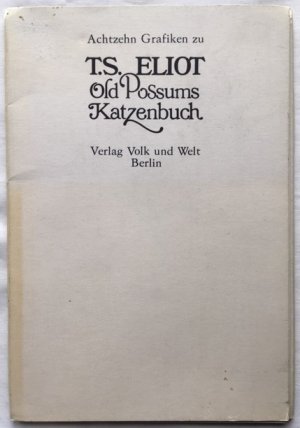 Achtzehn Grafiken zu
T.S. ELIOT
Old Possums
Katzenbuch
Verlag Volk und Welt
Berlin